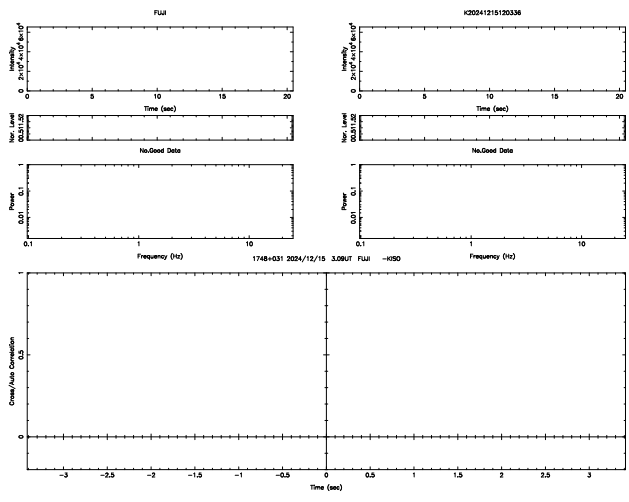 FUJI
K20241215120336
Intensity
0 2×10⁴ 4×10⁴ 6×10⁴
0 5 10 15 20
Time (sec)
Intensity
0 2×10⁴ 4×10⁴ 6×10⁴
0 5 10 15 20
Time (sec)
Nor. Level
00.511.52
No.Good Data
Nor. Level
00.511.52
No.Good Data
Power
0.01 0.1 1
0.1 1 10
Frequency (Hz)
Power
0.01 0.1 1
0.1 1 10
Frequency (Hz)
1748+031 2024/12/15 3.09UT FUJI -KISO
Cross/Auto Correlation
0 0.5 1
-3 -2.5 -2 -1.5 -1 -0.5 0 0.5 1 1.5 2 2.5 3
Time (sec)